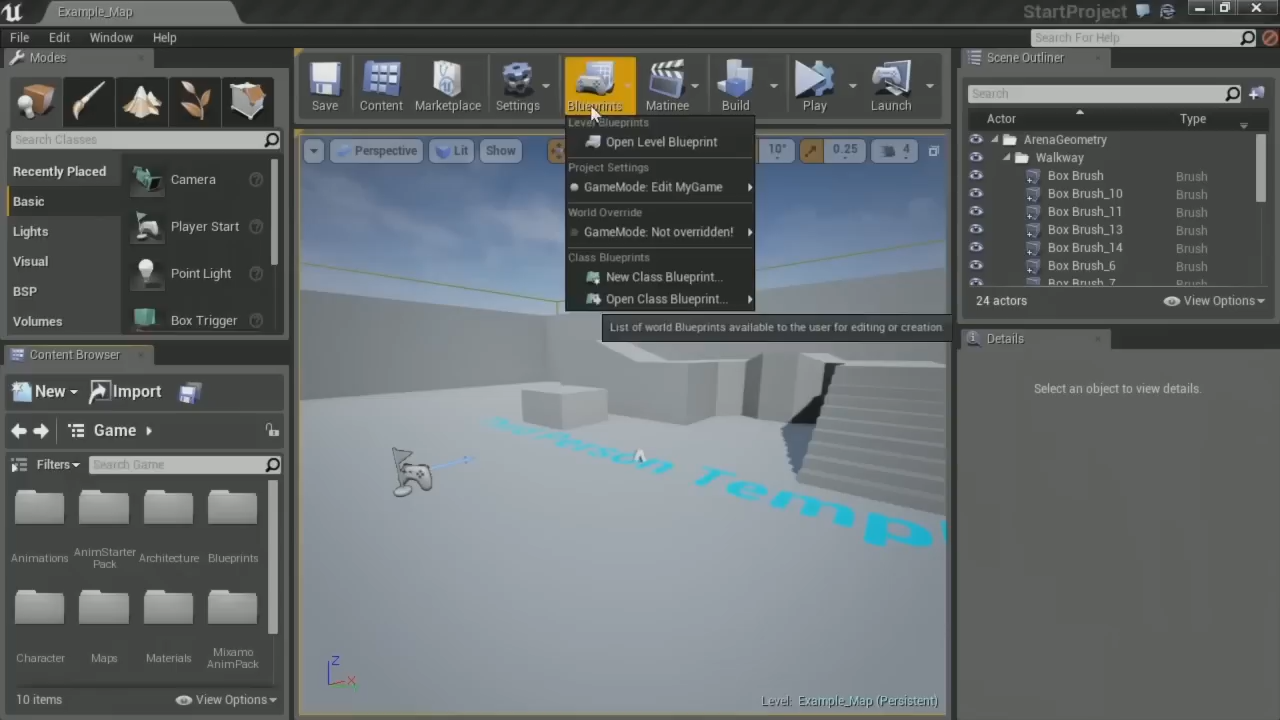 Example_Map
StartProject
File Edit Window Help
Search For Help
Modes
Search Classes
Recently Placed
Basic
Lights
Visual
BSP
Volumes
Camera
Player Start
Point Light
Box Trigger
Save
Content
Marketplace
Settings
Blueprints
Matinee
Build
Play
Launch
Perspective
Lit
Show
10°
0.25
4
Level Blueprints
Open Level Blueprint
Project Settings
GameMode: Edit MyGame
World Override
GameMode: Not overridden!
Class Blueprints
New Class Blueprint...
Open Class Blueprint...
List of world Blueprints available to the user for editing or creation.
Z
X
Level: Example_Map (Persistent)
Content Browser
New
Import
Game
Filters
Search Game
Animations
AnimStarter
Pack
Architecture
Blueprints
Character
Maps
Materials
Mixamo
AnimPack
10 items
View Options
Scene Outliner
Search
Actor Type
ArenaGeometry
Walkway
Box Brush Brush
Box Brush_10 Brush
Box Brush_11 Brush
Box Brush_13 Brush
Box Brush_14 Brush
Box Brush_6 Brush
Box Brush_7 Brush
24 actors
View Options
Details
Select an object to view details.